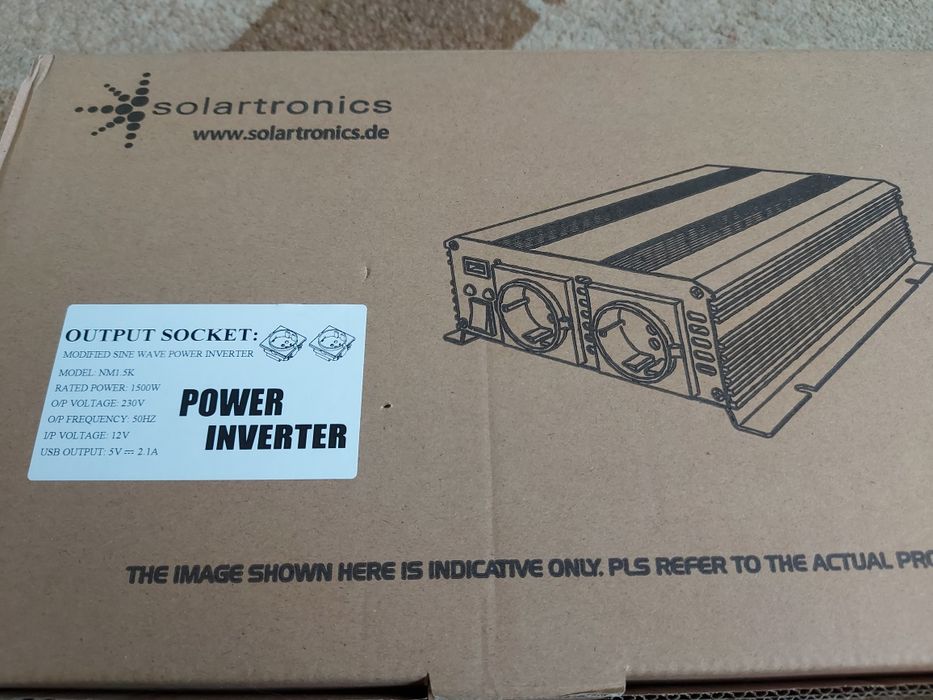 solartronics
www.solartronics.de
OUTPUT SOCKET:
MODIFIED SINE WAVE POWER INVERTER
MODEL: NM1.5K
RATED POWER: 1500W
O/P VOLTAGE: 230V
O/P FREQUENCY: 50HZ
I/P VOLTAGE: 12V
USB OUTPUT: 5V⎓2.1A
POWER
INVERTER
THE IMAGE SHOWN HERE IS INDICATIVE ONLY. PLS REFER TO THE ACTUAL PRO